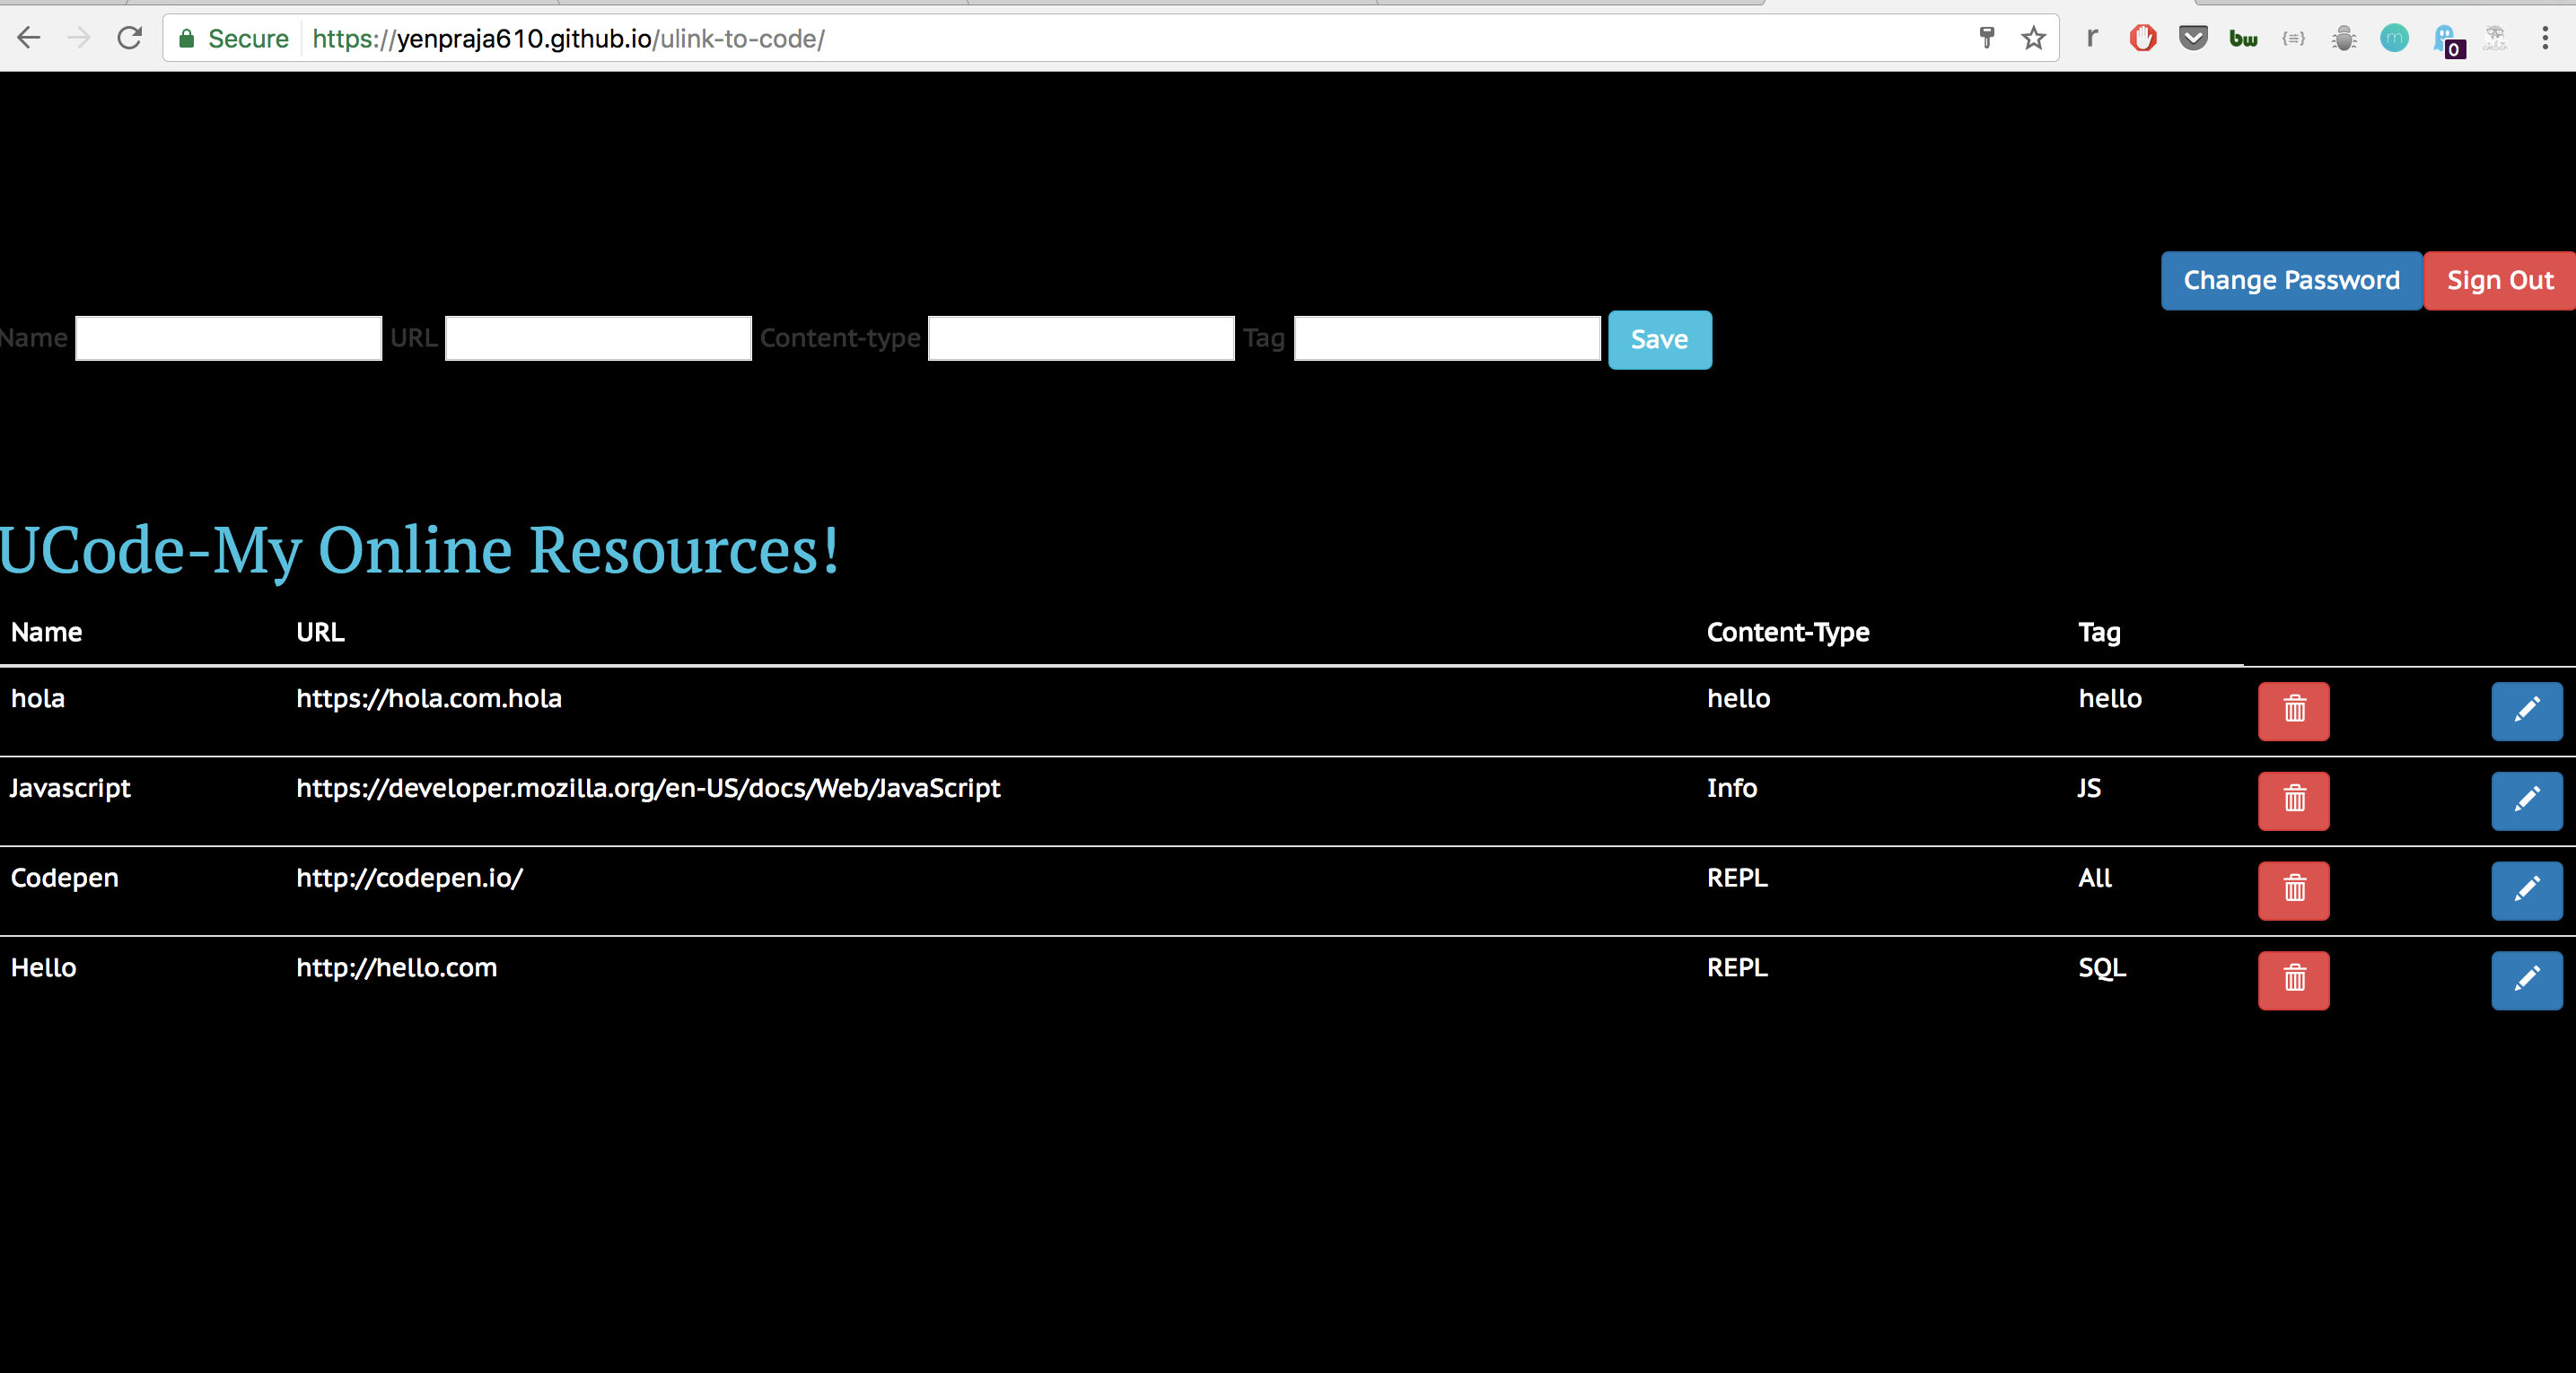 Secure https://yenpraja610.github.io/ulink-to-code/ r bw {≡} m 0
Change Password Sign Out
Name URL Content-type Tag Save
UCode-My Online Resources!
Name URL Content-Type Tag
hola https://hola.com.hola hello hello
Javascript https://developer.mozilla.org/en-US/docs/Web/JavaScript Info JS
Codepen http://codepen.io/ REPL All
Hello http://hello.com REPL SQL